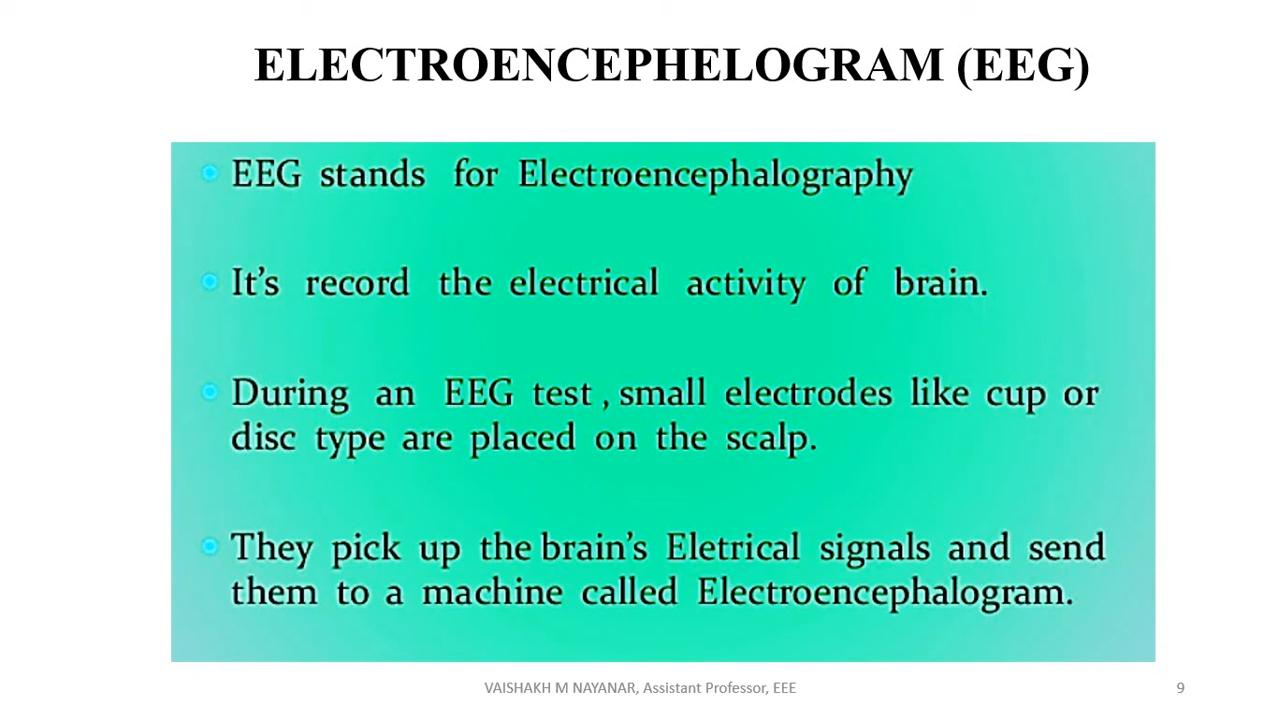 ELECTROENCEPHELOGRAM (EEG)
EEG stands for Electroencephalography
It's record the electrical activity of brain.
During an EEG test , small electrodes like cup or
disc type are placed on the scalp.
They pick up the brain's Eletrical signals and send
them to a machine called Electroencephalogram.
VAISHAKH M NAYANAR, Assistant Professor, EEE
9